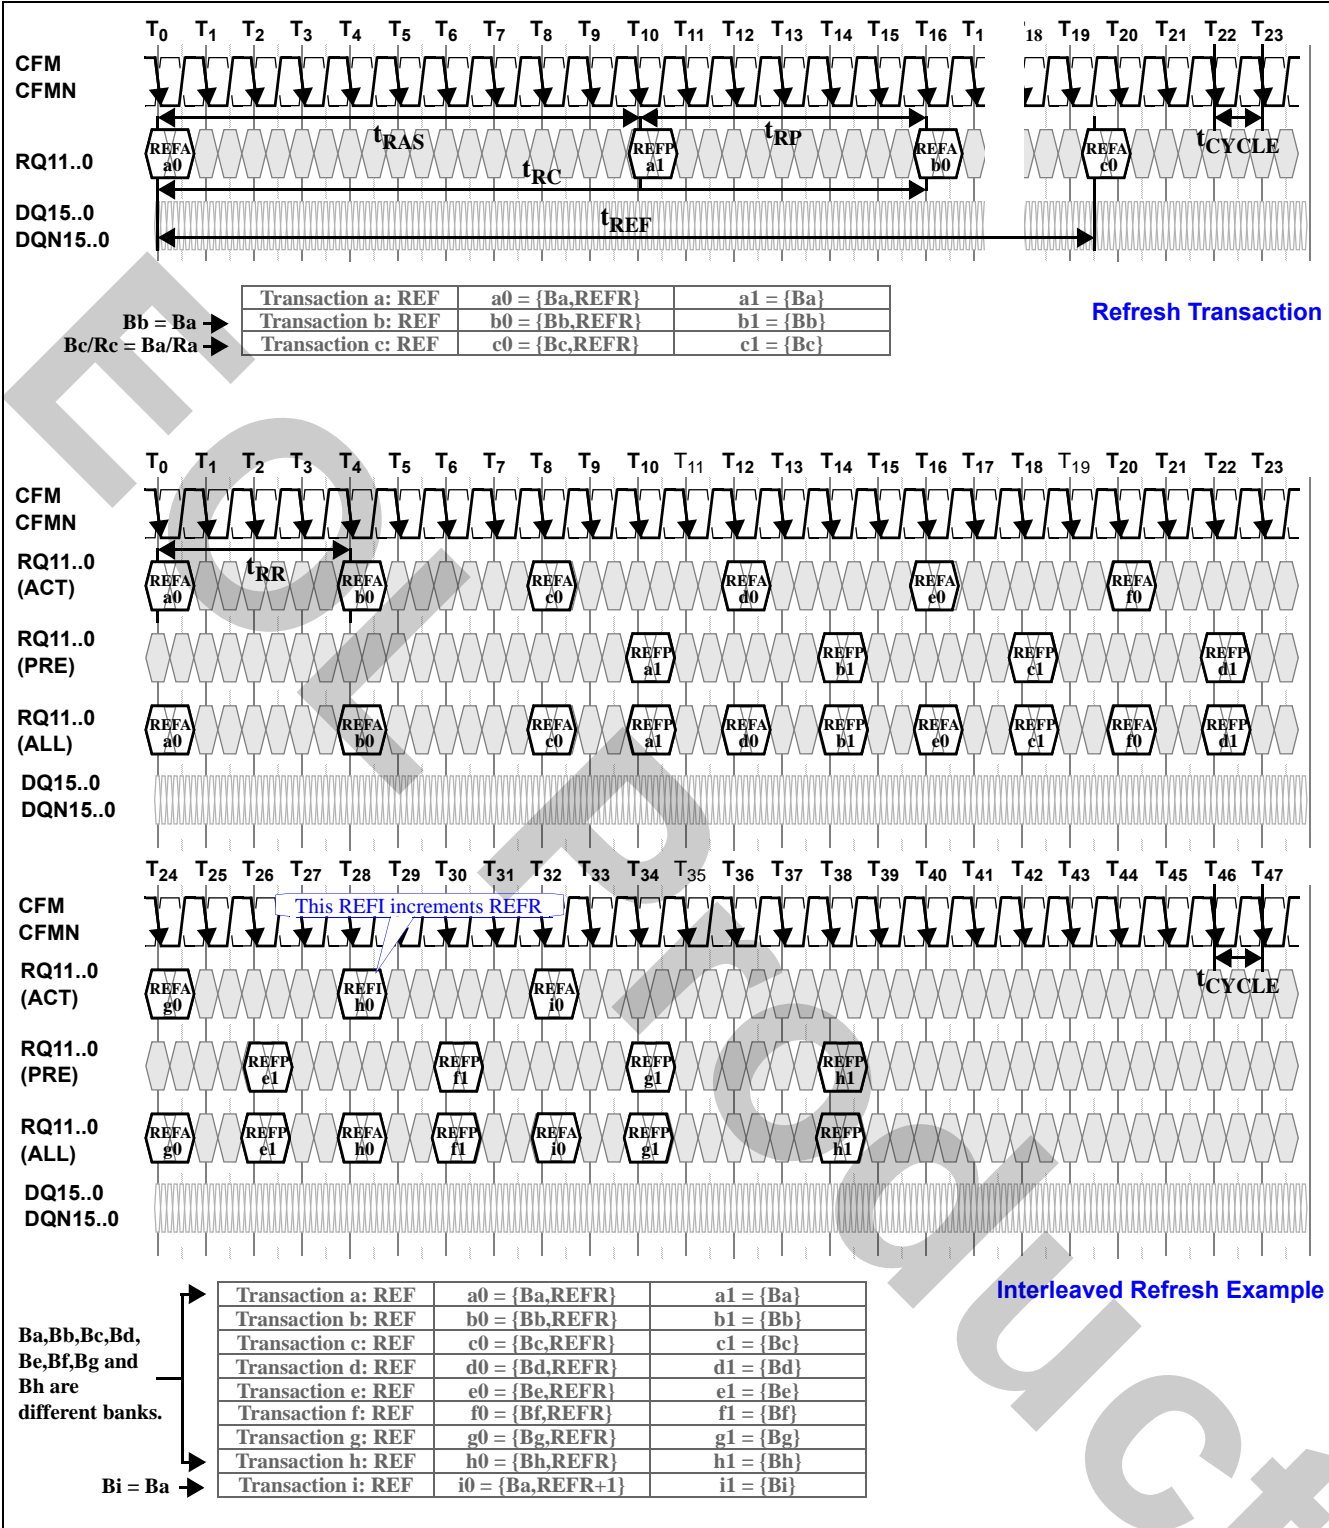 T0 T1 T2 T3 T4 T5 T6 T7 T8 T9 T10 T11 T12 T13 T14 T15 T16 T1 18 T19 T20 T21 T22 T23
CFM
CFMN
tRAS tRP tCYCLE
RQ11..0 REFA a0 REFP a1 REFA b0 REFA c0
tRC
DQ15..0
DQN15..0
tREF
Transaction a: REF a0 = {Ba,REFR} a1 = {Ba}
Bb = Ba Transaction b: REF b0 = {Bb,REFR} b1 = {Bb}
Bc/Rc = Ba/Ra Transaction c: REF c0 = {Bc,REFR} c1 = {Bc}
Refresh Transaction
T0 T1 T2 T3 T4 T5 T6 T7 T8 T9 T10 T11 T12 T13 T14 T15 T16 T17 T18 T19 T20 T21 T22 T23
CFM
CFMN
tRR
RQ11..0
(ACT)
REFA a0 REFA b0 REFA c0 REFA d0 REFA e0 REFA f0
RQ11..0
(PRE)
REFP a1 REFP b1 REFP c1 REFP d1
RQ11..0
(ALL)
REFA a0 REFA b0 REFA c0 REFP a1 REFA d0 REFP b1 REFA e0 REFP c1 REFA f0 REFP d1
DQ15..0
DQN15..0
T24 T25 T26 T27 T28 T29 T30 T31 T32 T33 T34 T35 T36 T37 T38 T39 T40 T41 T42 T43 T44 T45 T46 T47
CFM
CFMN
This REFI increments REFR
RQ11..0
(ACT)
REFA g0 REFI h0 REFA i0
tCYCLE
RQ11..0
(PRE)
REFP e1 REFP f1 REFP g1 REFP h1
RQ11..0
(ALL)
REFA g0 REFP e1 REFA h0 REFP f1 REFA i0 REFP g1 REFP h1
DQ15..0
DQN15..0
Interleaved Refresh Example
Ba,Bb,Bc,Bd,
Be,Bf,Bg and
Bh are
different banks.
Transaction a: REF a0 = {Ba,REFR} a1 = {Ba}
Transaction b: REF b0 = {Bb,REFR} b1 = {Bb}
Transaction c: REF c0 = {Bc,REFR} c1 = {Bc}
Transaction d: REF d0 = {Bd,REFR} d1 = {Bd}
Transaction e: REF e0 = {Be,REFR} e1 = {Be}
Transaction f: REF f0 = {Bf,REFR} f1 = {Bf}
Transaction g: REF g0 = {Bg,REFR} g1 = {Bg}
Transaction h: REF h0 = {Bh,REFR} h1 = {Bh}
Bi = Ba Transaction i: REF i0 = {Ba,REFR+1} i1 = {Bi}
EOL Product